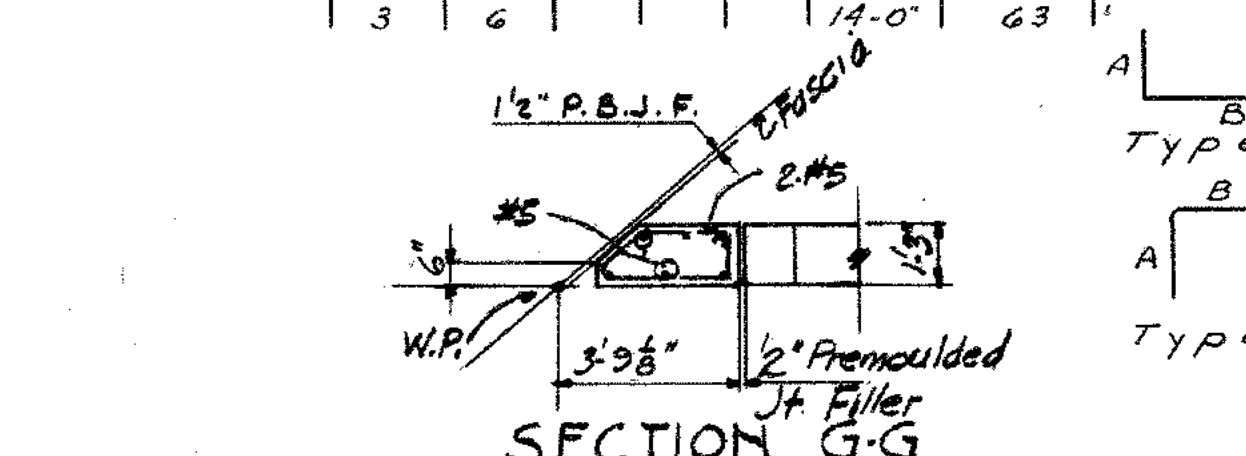 3 6 14-0" 63
A
B
Typ
1½" P.B.J.F.
℄ Fascia
2-#5
#5
6"
1'-3"
B
A
W.P.
3'-9⅛"
½" Premoulded
Jt. Filler
Typ
SECTION G-G